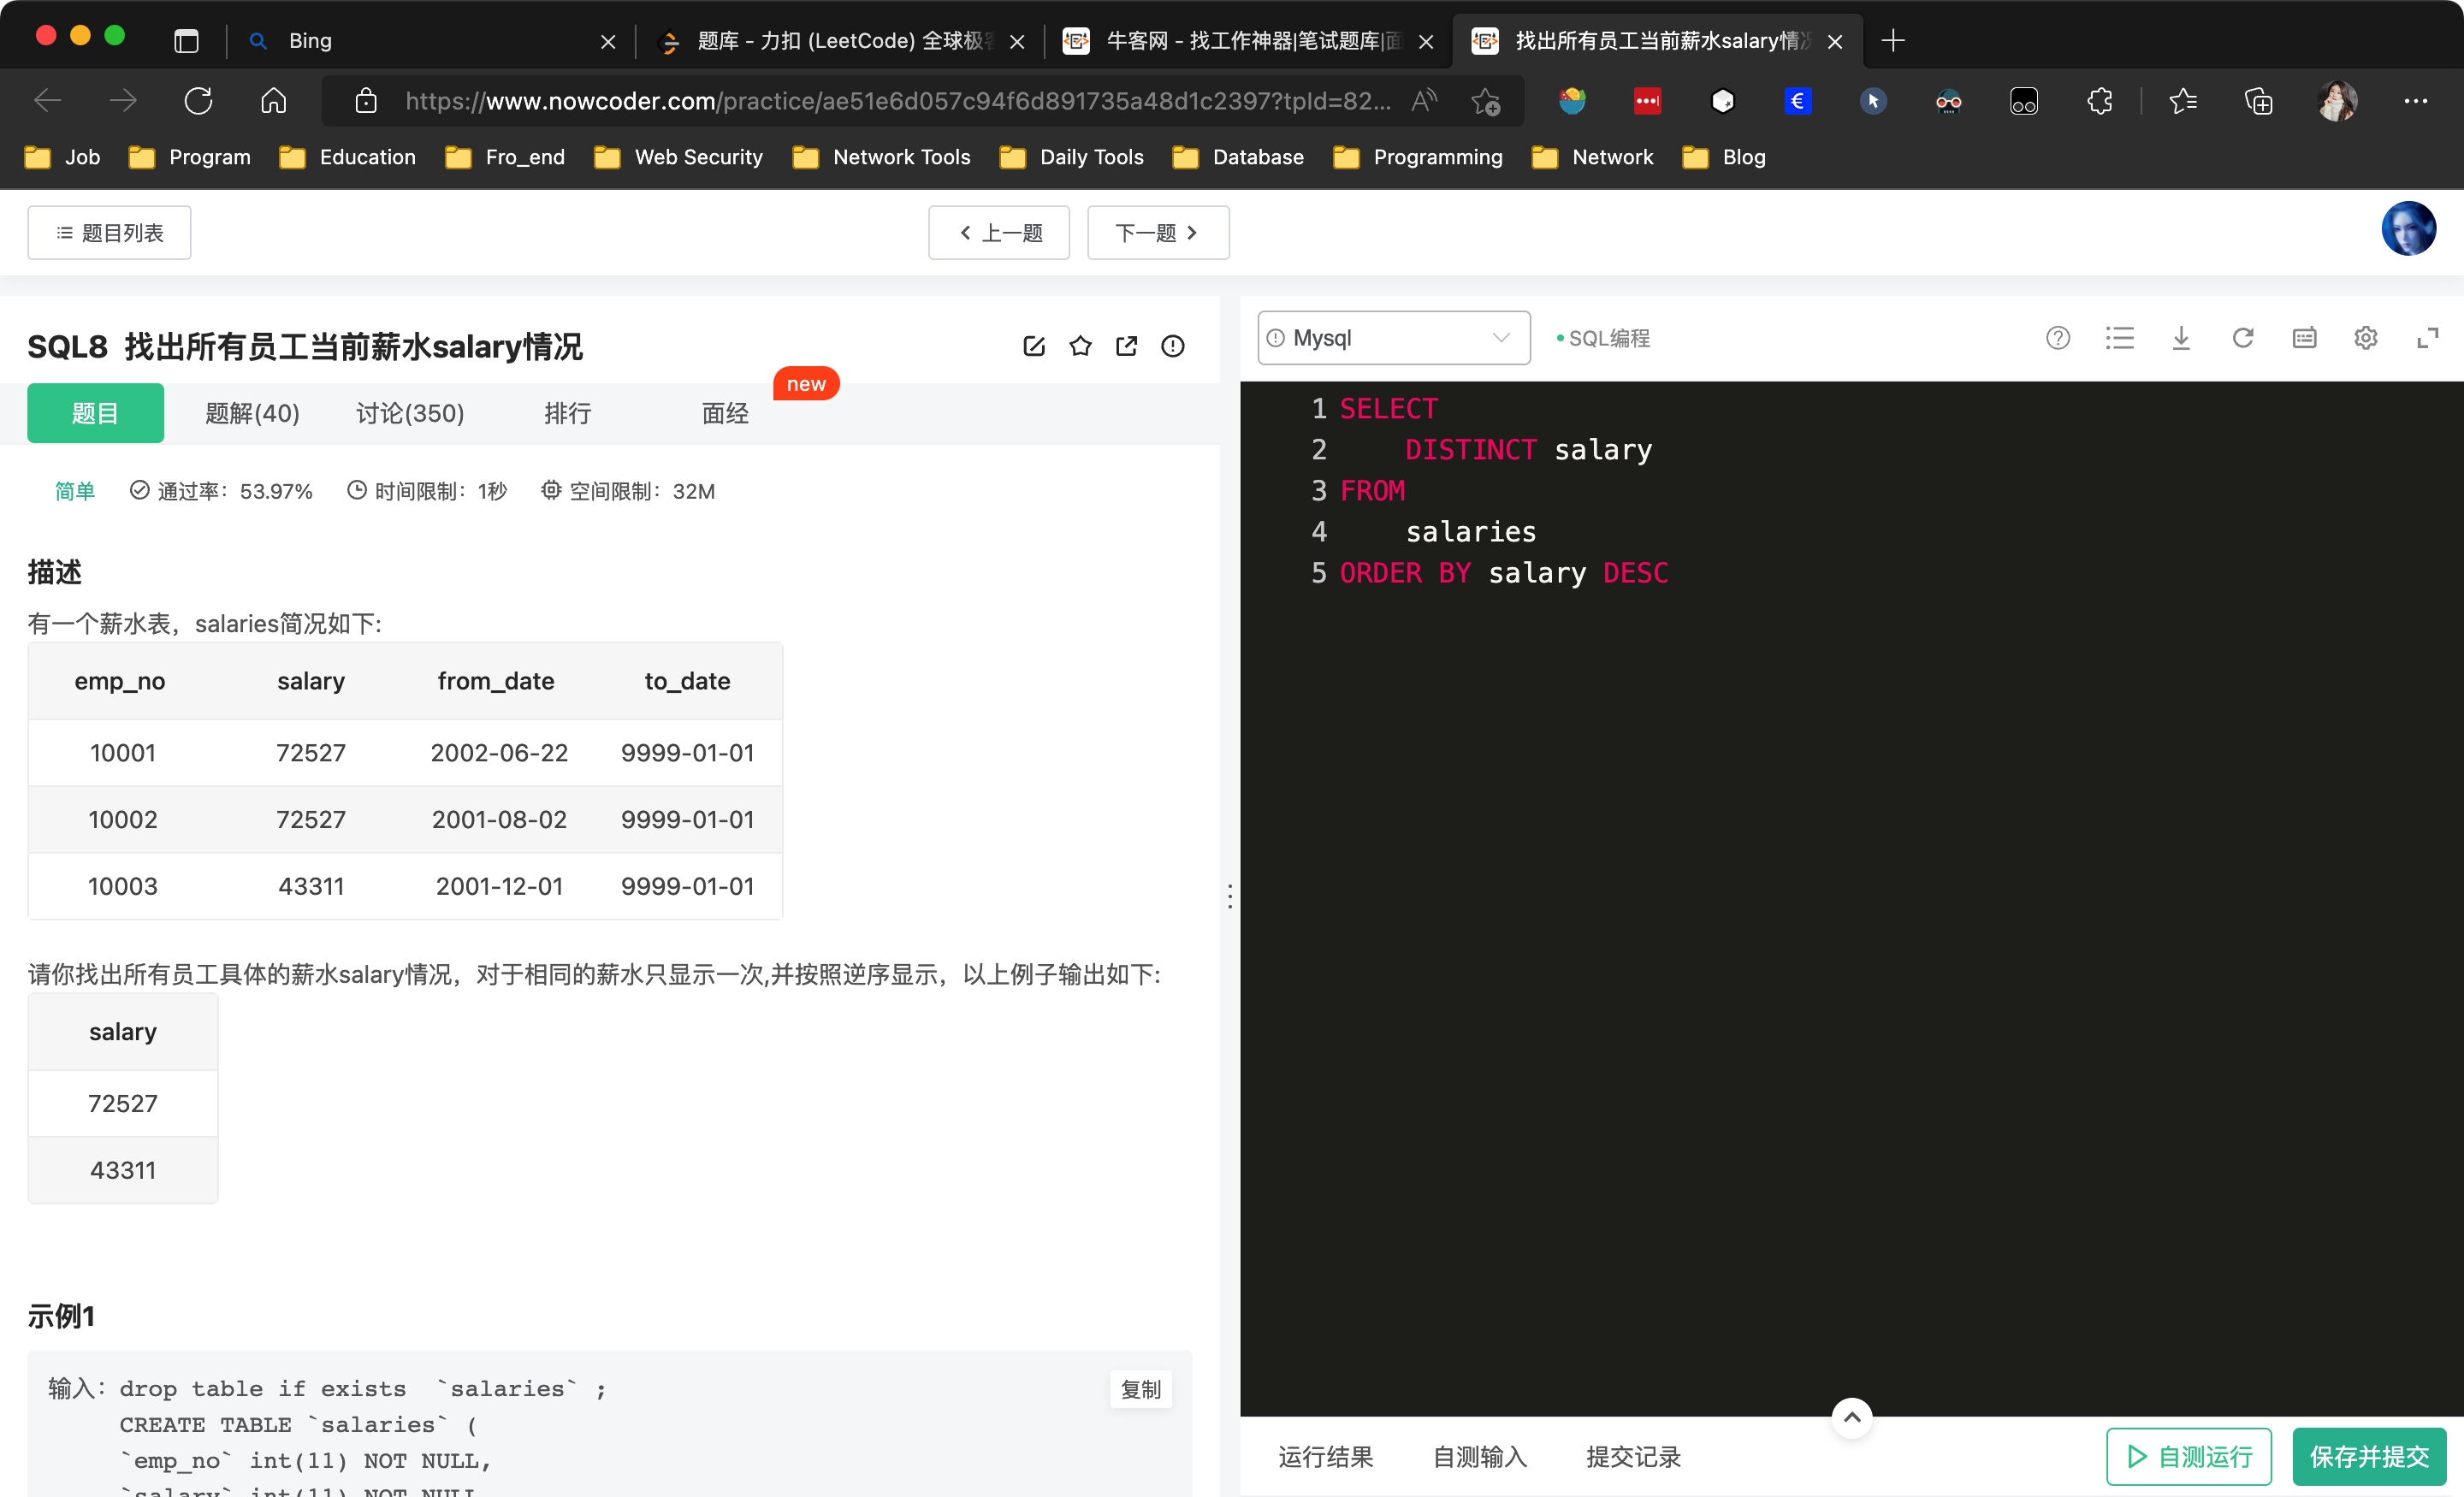 Bing
题库 - 力扣 (LeetCode) 全球极
牛客网 - 找工作神器|笔试题库|面
找出所有员工当前薪水salary情
https://www.nowcoder.com/practice/ae51e6d057c94f6d891735a48d1c2397?tpId=82...
Job Program Education Fro_end Web Security Network Tools Daily Tools Database Programming Network Blog
题目列表 上一题 下一题
SQL8 找出所有员工当前薪水salary情况
题目 题解(40) 讨论(350) 排行 面经 new
简单 通过率：53.97% 时间限制：1秒 空间限制：32M
描述
有一个薪水表，salaries简况如下:
emp_no salary from_date to_date
10001 72527 2002-06-22 9999-01-01
10002 72527 2001-08-02 9999-01-01
10003 43311 2001-12-01 9999-01-01
请你找出所有员工具体的薪水salary情况，对于相同的薪水只显示一次,并按照逆序显示，以上例子输出如下:
salary
72527
43311
示例1
输入：drop table if exists  `salaries` ;
CREATE TABLE `salaries` (
`emp_no` int(11) NOT NULL,
`salary` int(11) NOT NULL
复制
Mysql SQL编程
1 SELECT
2 DISTINCT salary
3 FROM
4 salaries
5 ORDER BY salary DESC
运行结果 自测输入 提交记录 自测运行 保存并提交